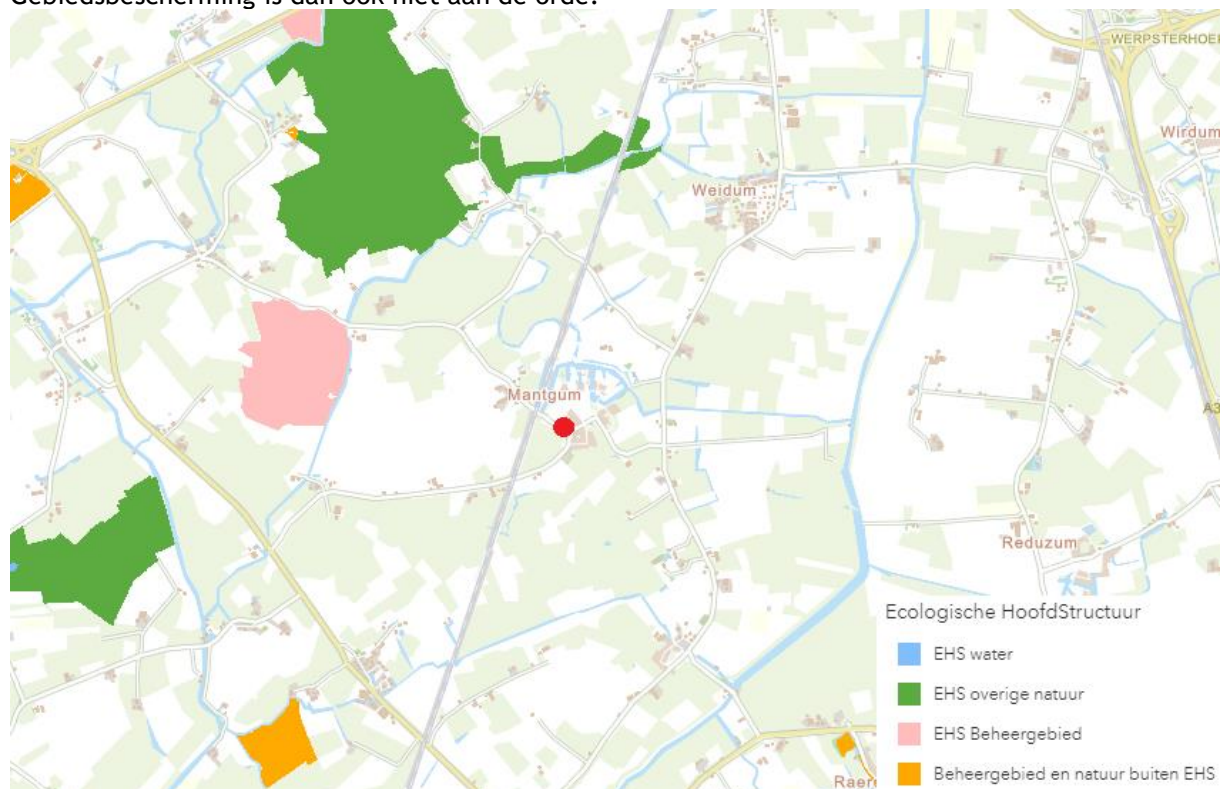 Gebiedsbescherming is dan ook niet aan de orde.
WERPSTERHOEK
Wirdum
Weidum
Mantgum
A3
Reduzum
Raer
Ecologische HoofdStructuur
EHS water
EHS overige natuur
EHS Beheergebied
Beheergebied en natuur buiten EHS